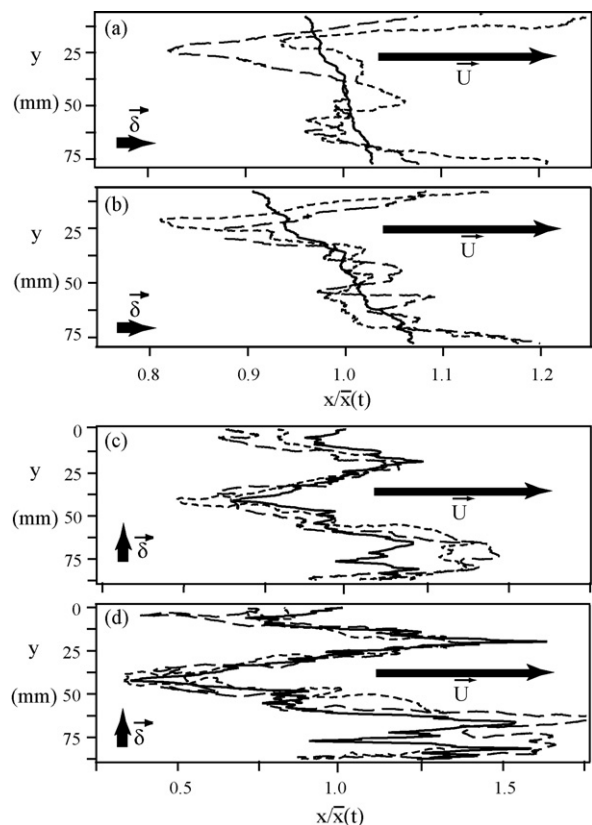 (a)
y
25
(mm)
50
75
δ
U
(b)
y
25
(mm)
50
75
δ
U
0.8 0.9 1.0 1.1 1.2
x/x̅(t)
(c)
0
y
25
(mm)
50
75
δ
U
(d)
0
y
25
(mm)
50
75
δ
U
0.5 1.0 1.5
x/x̅(t)